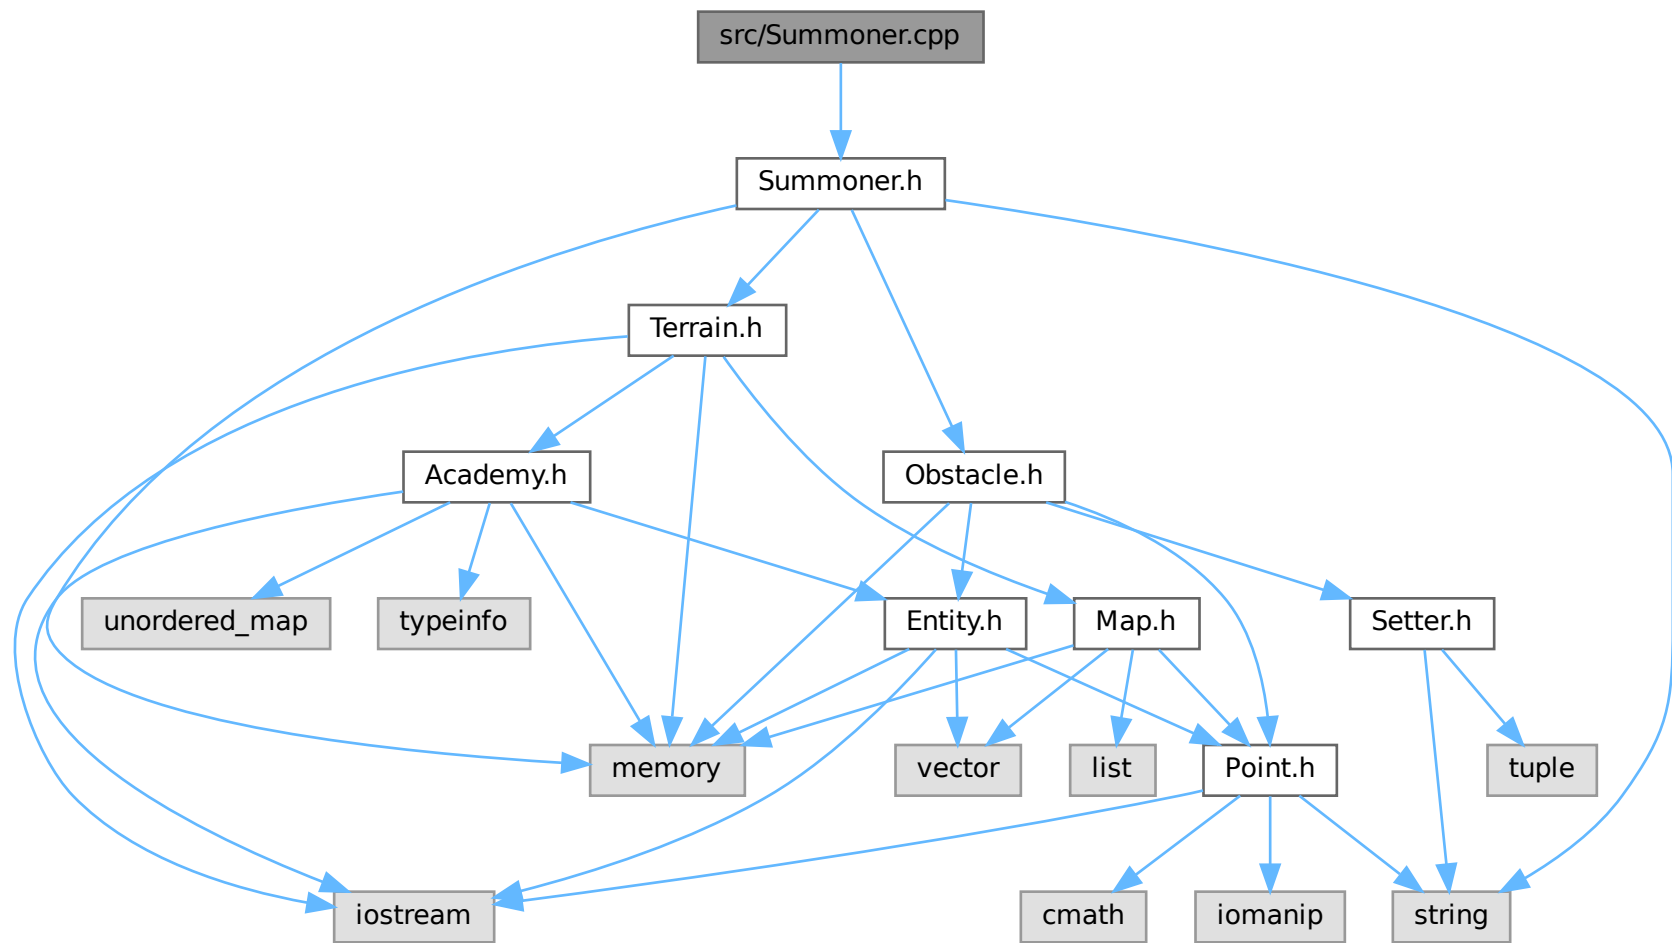 src/Summoner.cpp
Summoner.h
Terrain.h
Academy.h
Obstacle.h
unordered_map
typeinfo
Entity.h
Map.h
Setter.h
memory
vector
list
Point.h
tuple
iostream
cmath
iomanip
string